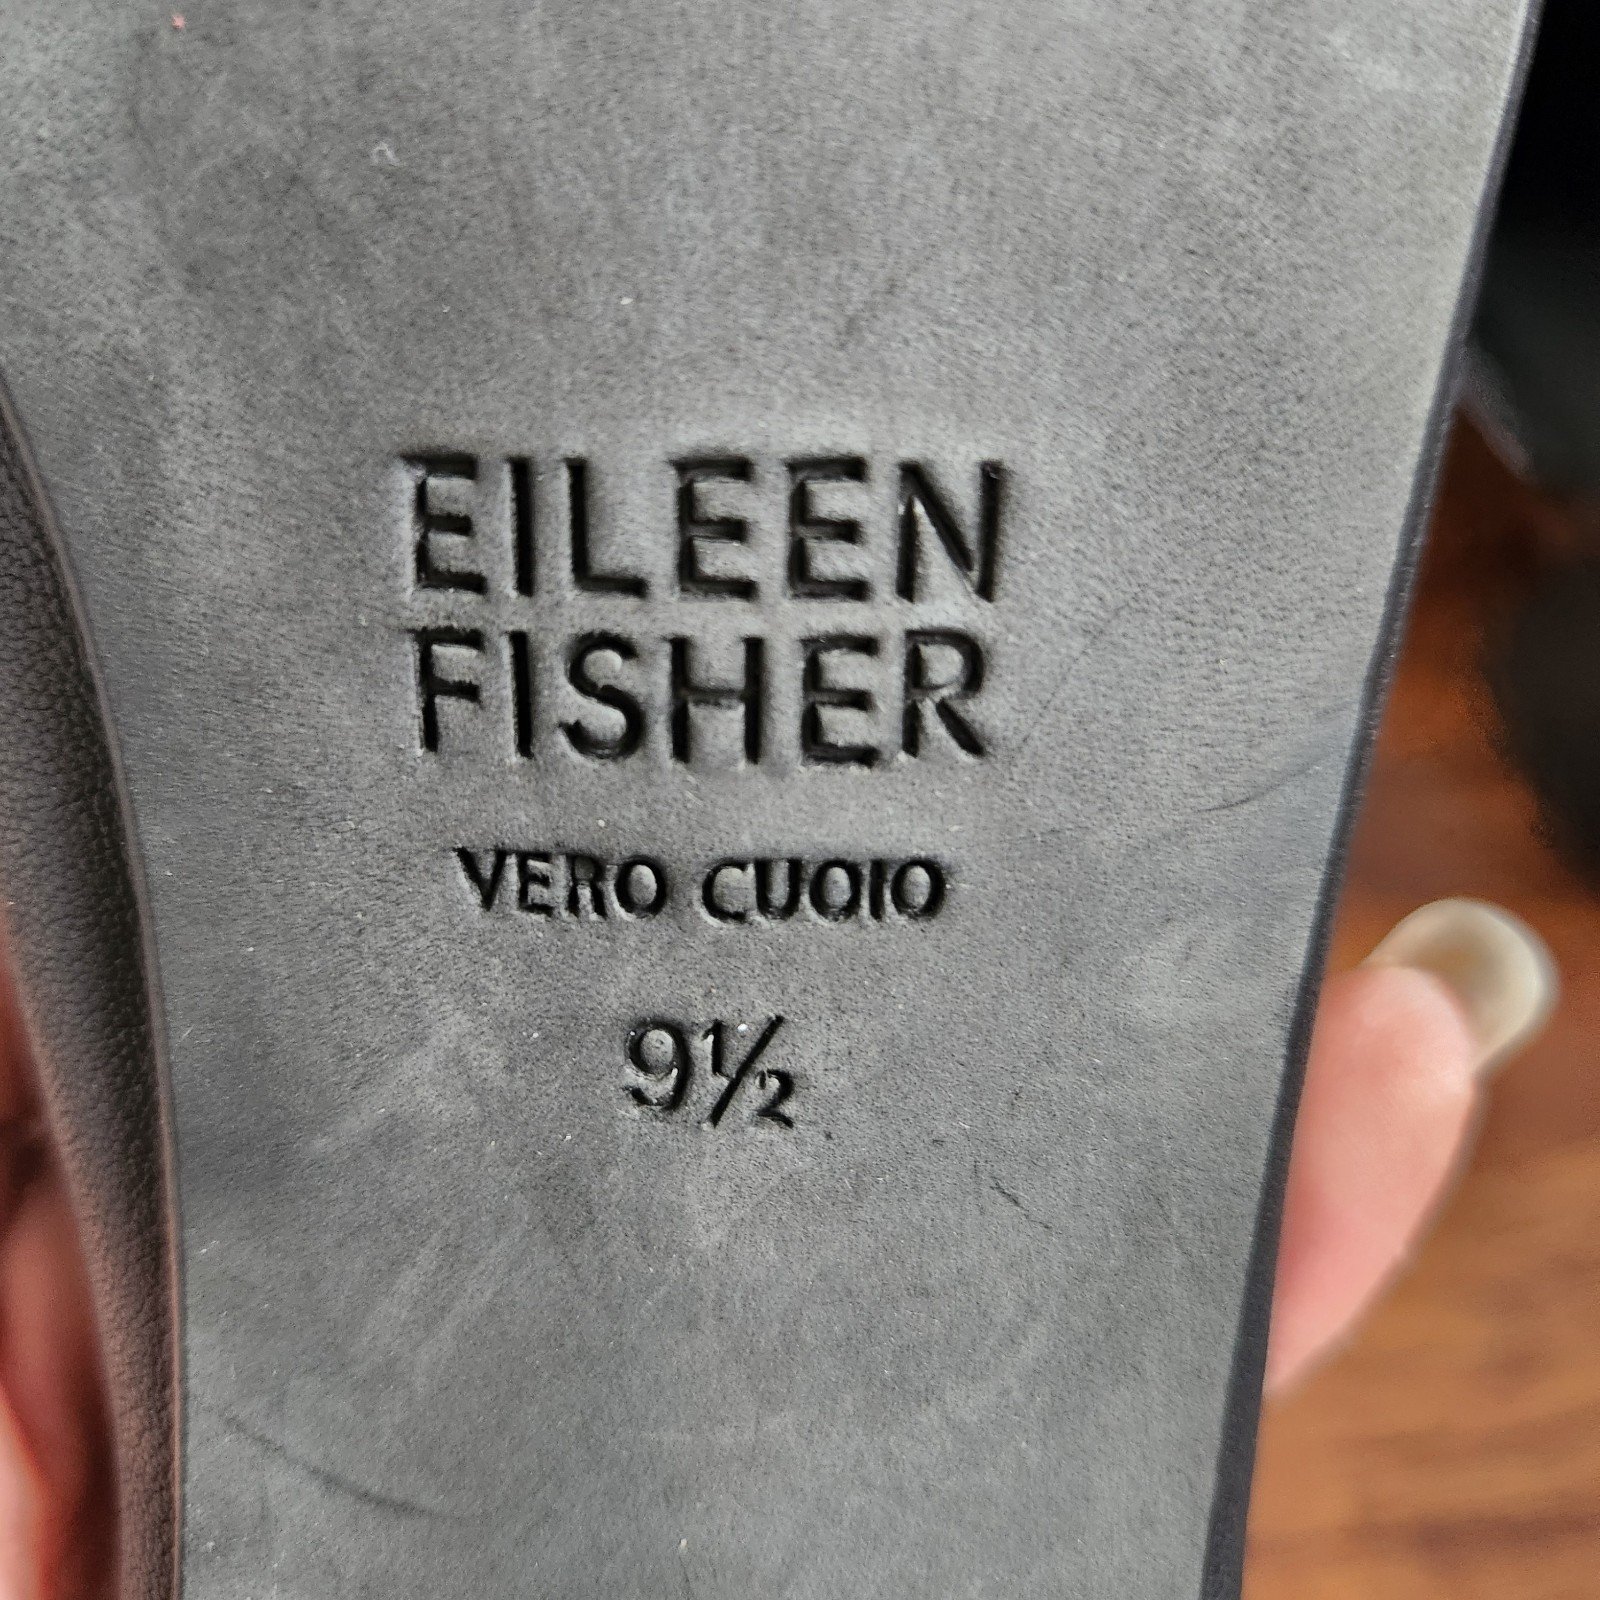 EILEEN
FISHER
VERO CUOIO
9½